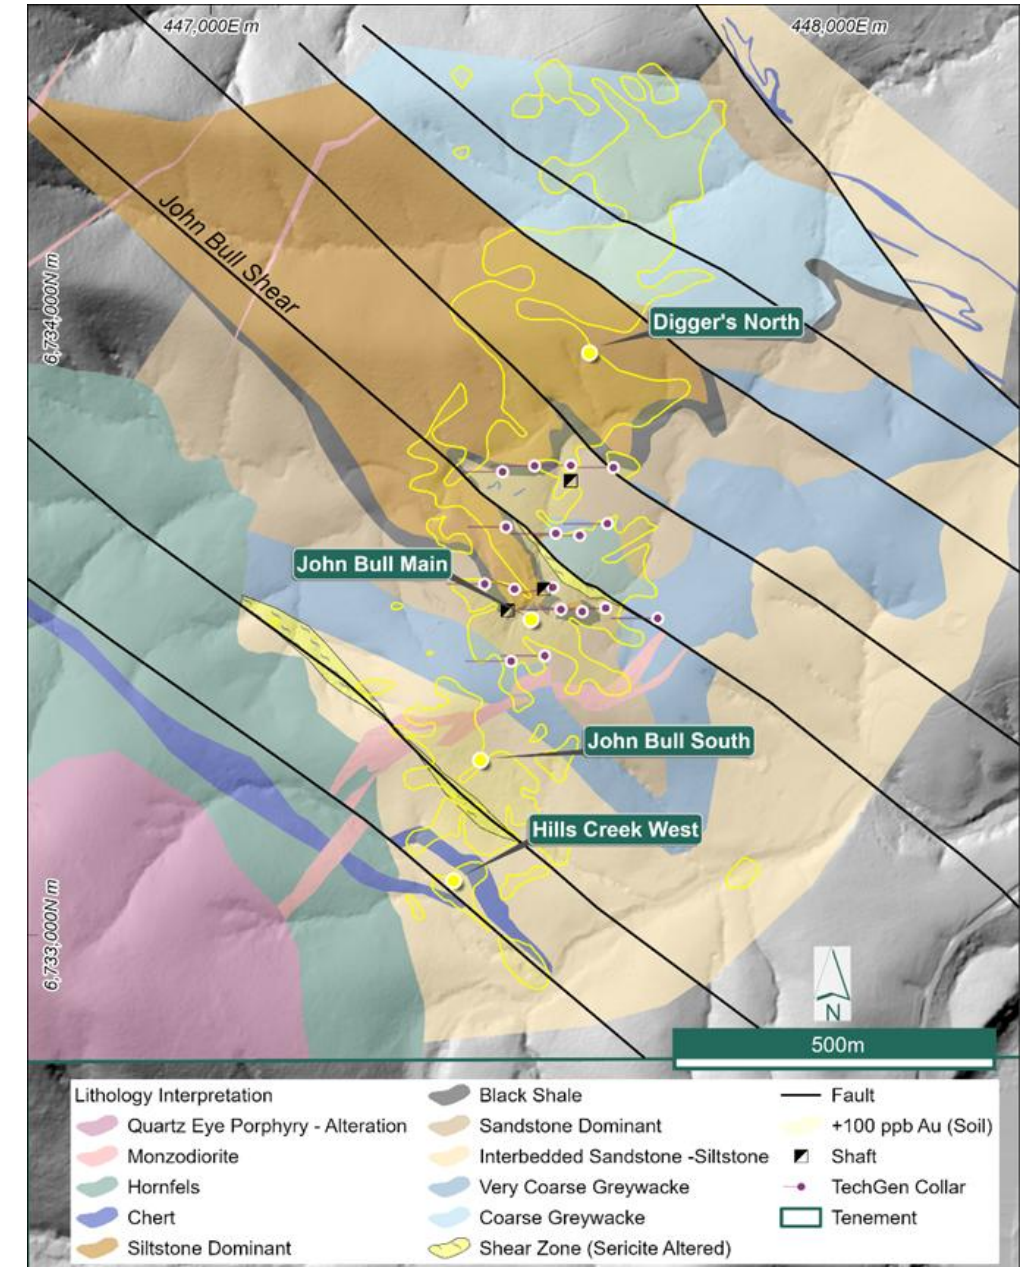 447,000E m
448,000E m
John Bull Shear
6,734,000N m
Digger's North
John Bull Main
John Bull South
Hills Creek West
6,733,000N m
N
500m
Lithology Interpretation
Quartz Eye Porphyry - Alteration
Monzodiorite
Hornfels
Chert
Siltstone Dominant
Black Shale
Sandstone Dominant
Interbedded Sandstone -Siltstone
Very Coarse Greywacke
Coarse Greywacke
Shear Zone (Sericite Altered)
Fault
+100 ppb Au (Soil)
Shaft
TechGen Collar
Tenement